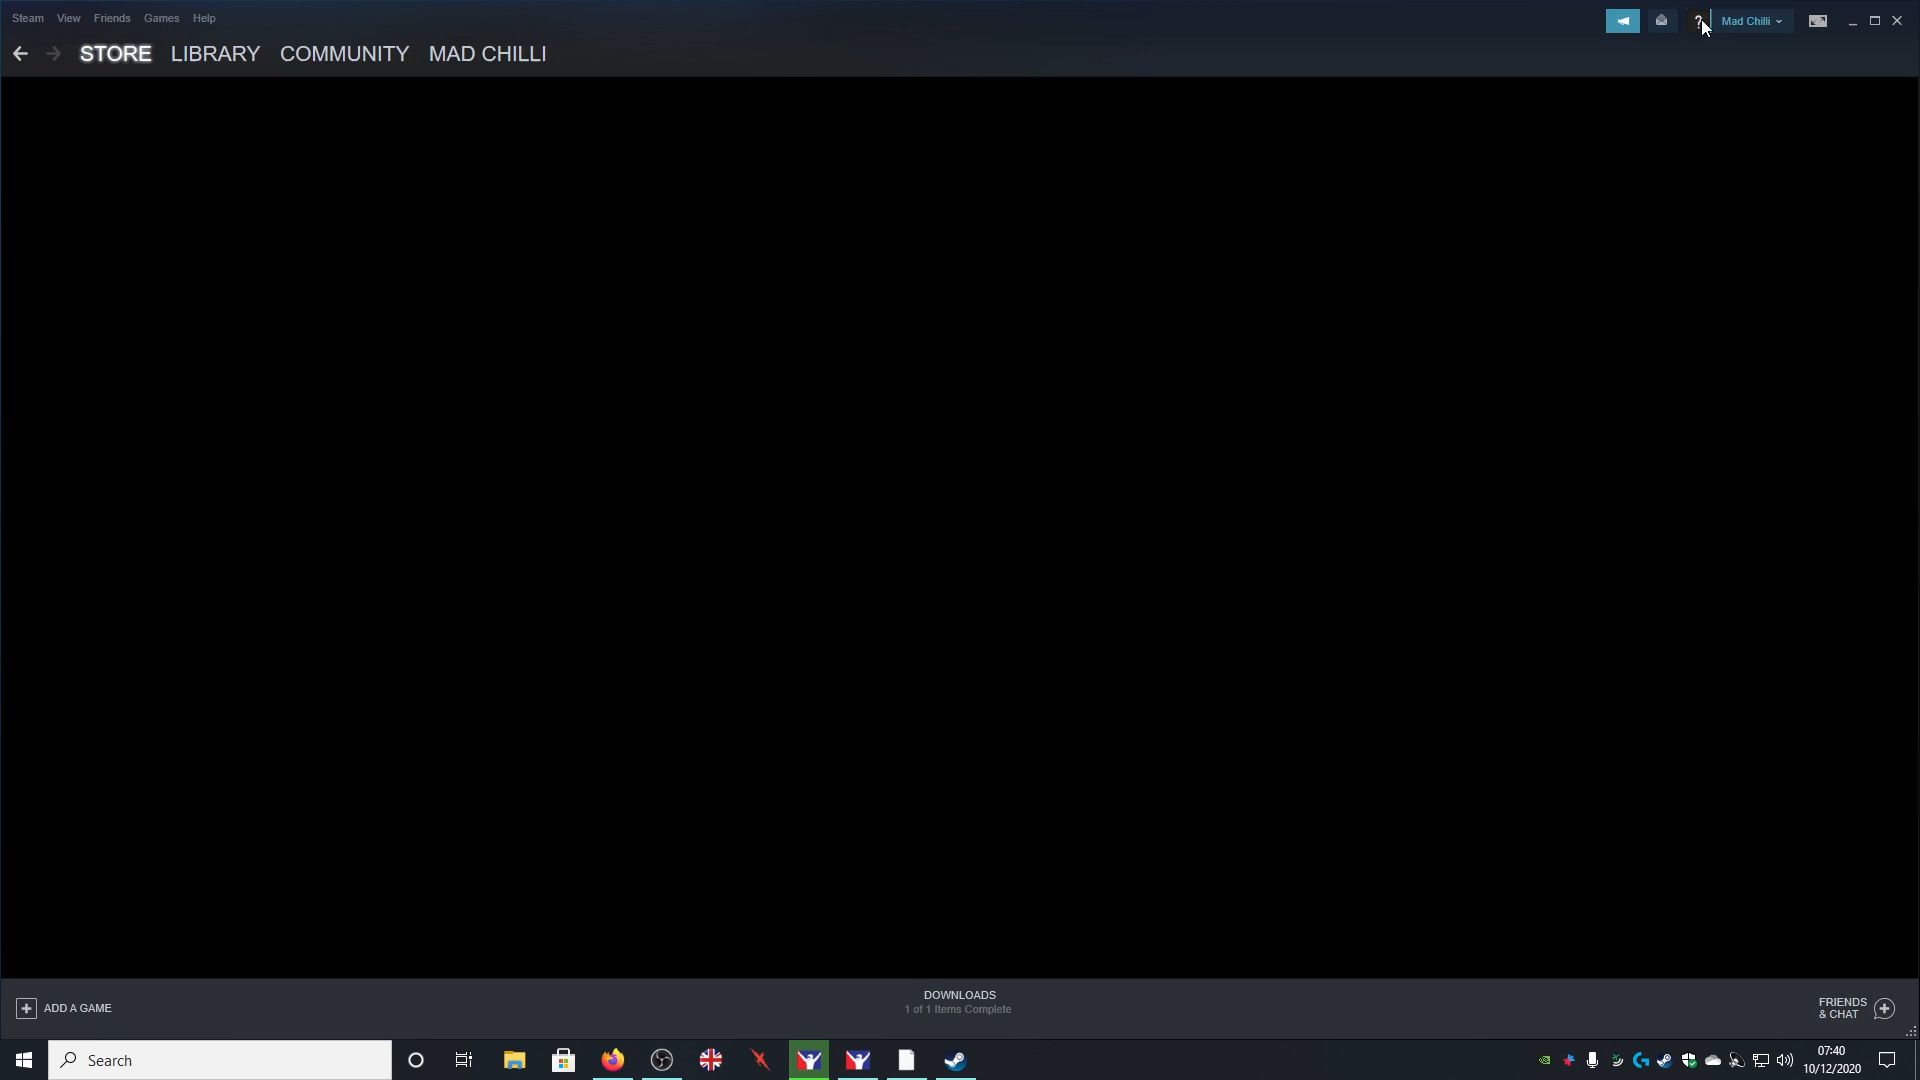 Steam View Friends Games Help
? Mad Chilli
STORE LIBRARY COMMUNITY MAD CHILLI
ADD A GAME
DOWNLOADS
1 of 1 Items Complete
FRIENDS
& CHAT
Search
07:40
10/12/2020